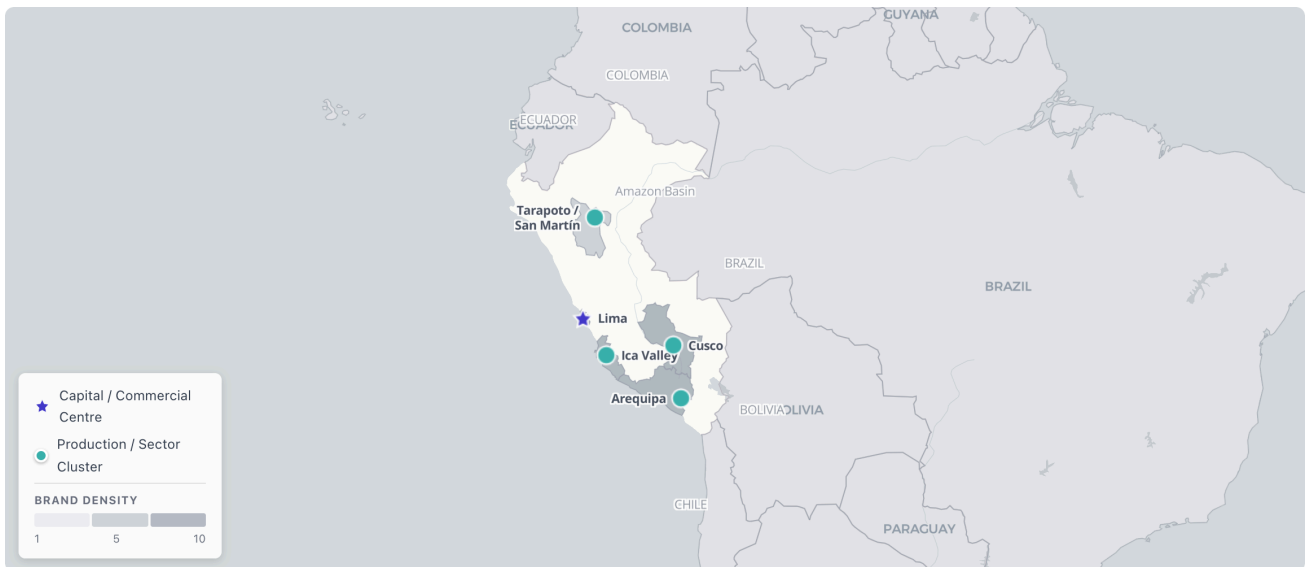 GUYANA
COLOMBIA
COLOMBIA
ECUADOR
ECUADOR
Amazon Basin
Tarapoto /
San Martín
BRAZIL
BRAZIL
Lima
Cusco
Ica Valley
Arequipa
BOLIVIA
OLIVIA
CHILE
PARAGUAY
Capital / Commercial
Centre
Production / Sector
Cluster
BRAND DENSITY
1 5 10